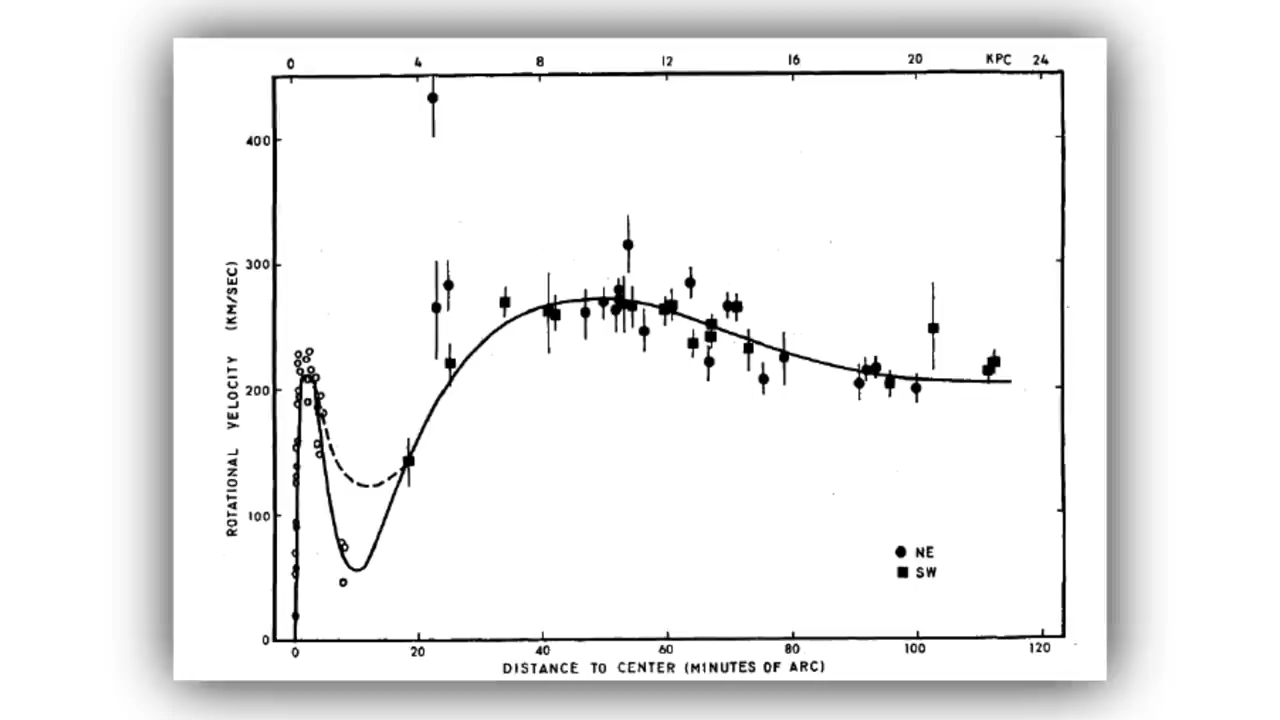 0 4 8 12 16 20 KPC 24
400
300
200
100
0
ROTATIONAL VELOCITY (KM/SEC)
NE
SW
0 20 40 60 80 100 120
DISTANCE TO CENTER (MINUTES OF ARC)